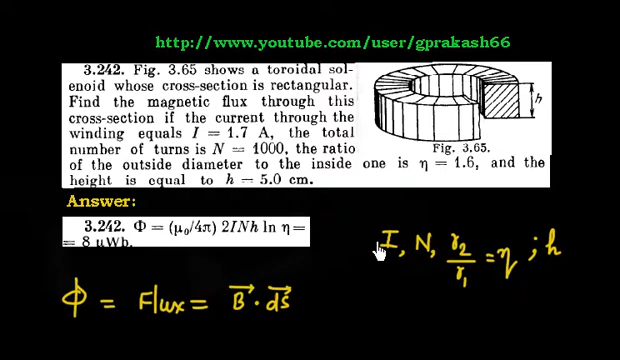 http://www.youtube.com/user/gprakash66
3.242. Fig. 3.65 shows a toroidal sol-
enoid whose cross-section is rectangular.
Find the magnetic flux through this
cross-section if the current through the
winding equals I = 1.7 A, the total
number of turns is N = 1000, the ratio
of the outside diameter to the inside one is η = 1.6, and the
height is equal to h = 5.0 cm.
h
Fig. 3.65.
Answer:
3.242. Φ = (μ₀/4π) 2INh ln η =
= 8 μWb.
I, N, r₂/r₁ = η ; h
Φ = Flux = B⃗ · dS⃗